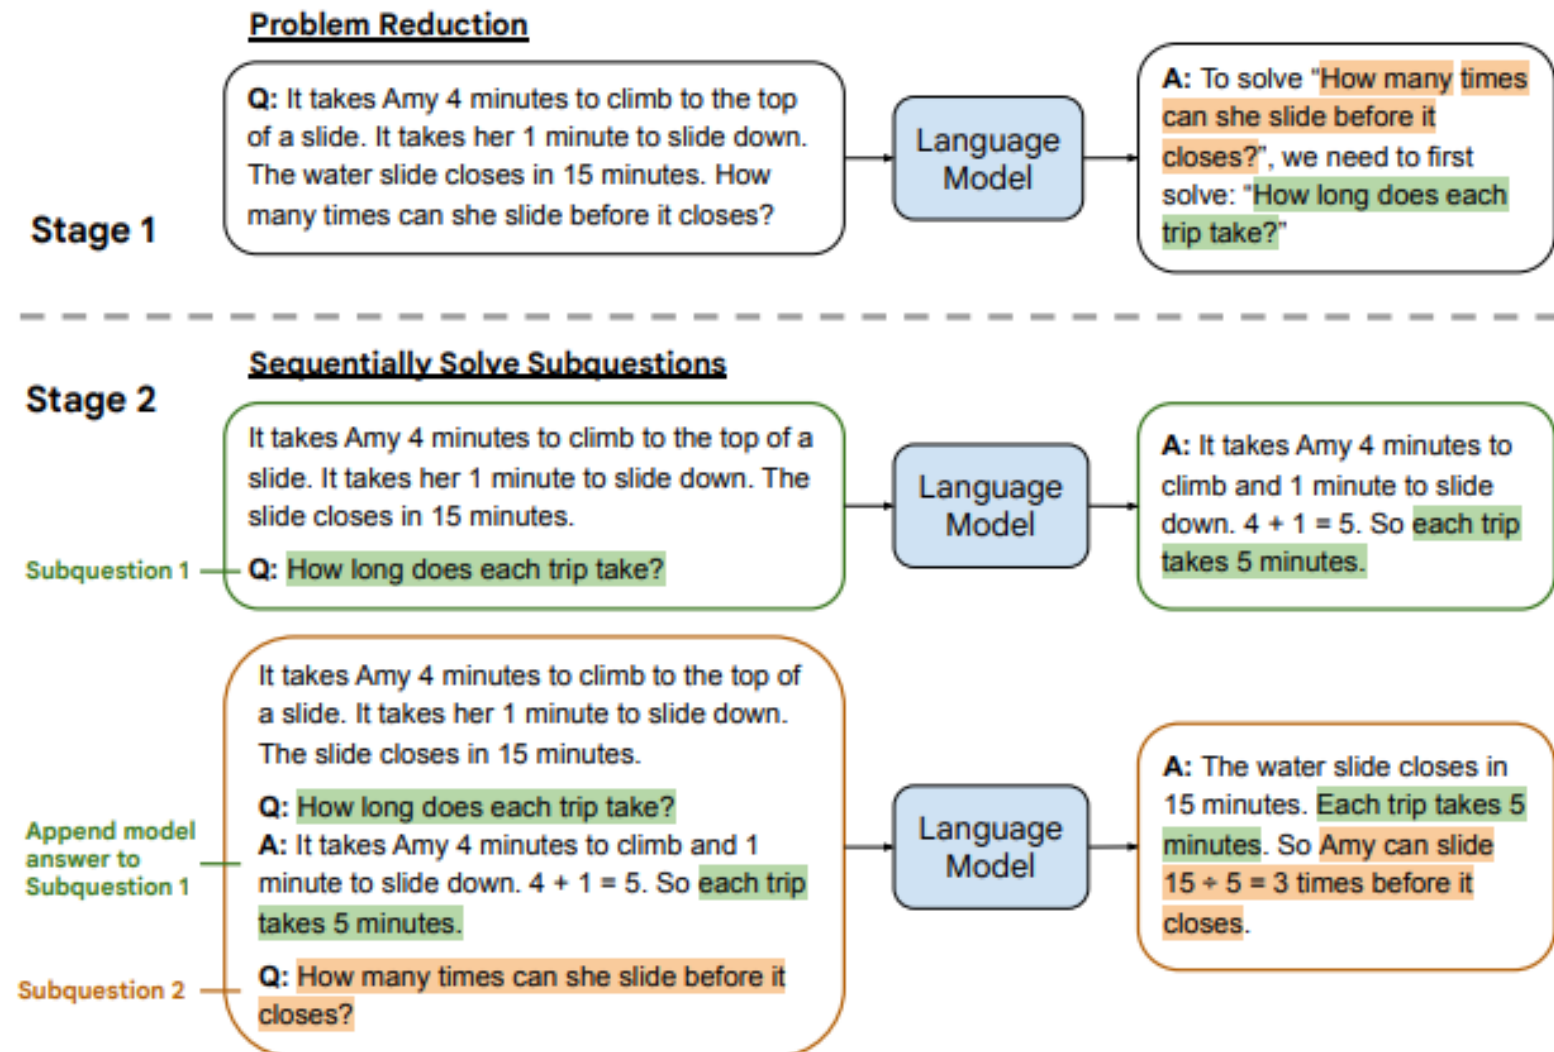 Problem Reduction
Q: It takes Amy 4 minutes to climb to the top
of a slide. It takes her 1 minute to slide down.
The water slide closes in 15 minutes. How
many times can she slide before it closes?
Language
Model
A: To solve “How many times
can she slide before it
closes?”, we need to first
solve: “How long does each
trip take?”
Stage 1
Stage 2
Sequentially Solve Subquestions
It takes Amy 4 minutes to climb to the top of a
slide. It takes her 1 minute to slide down. The
slide closes in 15 minutes.
Subquestion 1
Q: How long does each trip take?
Language
Model
A: It takes Amy 4 minutes to
climb and 1 minute to slide
down. 4 + 1 = 5. So each trip
takes 5 minutes.
It takes Amy 4 minutes to climb to the top of
a slide. It takes her 1 minute to slide down.
The slide closes in 15 minutes.
Append model
answer to
Subquestion 1
Q: How long does each trip take?
A: It takes Amy 4 minutes to climb and 1
minute to slide down. 4 + 1 = 5. So each trip
takes 5 minutes.
Subquestion 2
Q: How many times can she slide before it
closes?
Language
Model
A: The water slide closes in
15 minutes. Each trip takes 5
minutes. So Amy can slide
15 ÷ 5 = 3 times before it
closes.